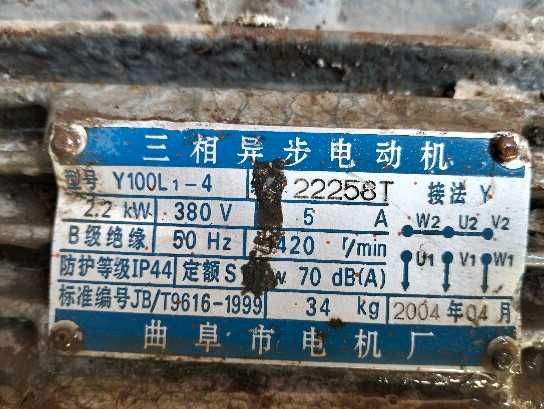 三相异步电动机
型号 Y100L1-4 22258T 接法 Y
2.2 kW 380 V 5 A W2 U2 V2
B级绝缘 50 Hz 1420 r/min
防护等级IP44 定额S 70 dB(A) U1 V1 W1
标准编号JB/T9616-1999 34 kg 2004 年 04 月
曲阜市电机厂